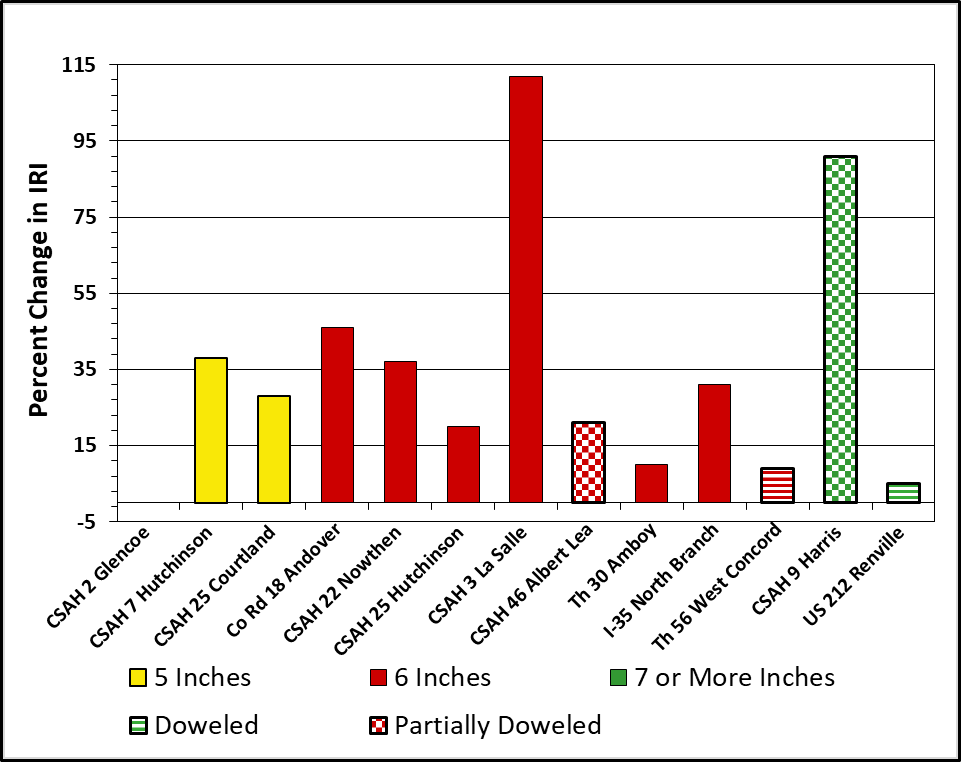 Percent Change in IRI
115
95
75
55
35
15
-5
CSAH 2 Glencoe
CSAH 7 Hutchinson
CSAH 25 Courtland
Co Rd 18 Andover
CSAH 22 Nowthen
CSAH 25 Hutchinson
CSAH 3 La Salle
CSAH 46 Albert Lea
Th 30 Amboy
I-35 North Branch
Th 56 West Concord
CSAH 9 Harris
US 212 Renville
5 Inches 6 Inches 7 or More Inches
Doweled Partially Doweled